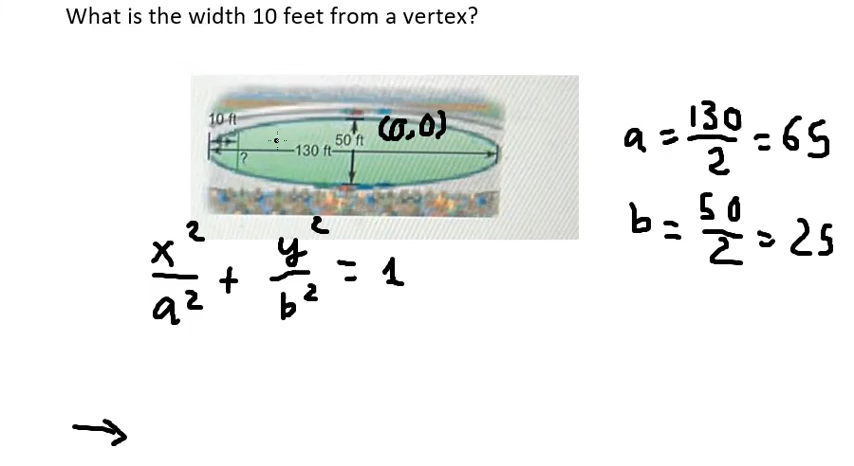 What is the width 10 feet from a vertex?
10 ft
(0,0)
50 ft
130 ft
?
a = 130/2 = 65
b = 50/2 = 25
x²/a² + y²/b² = 1
→